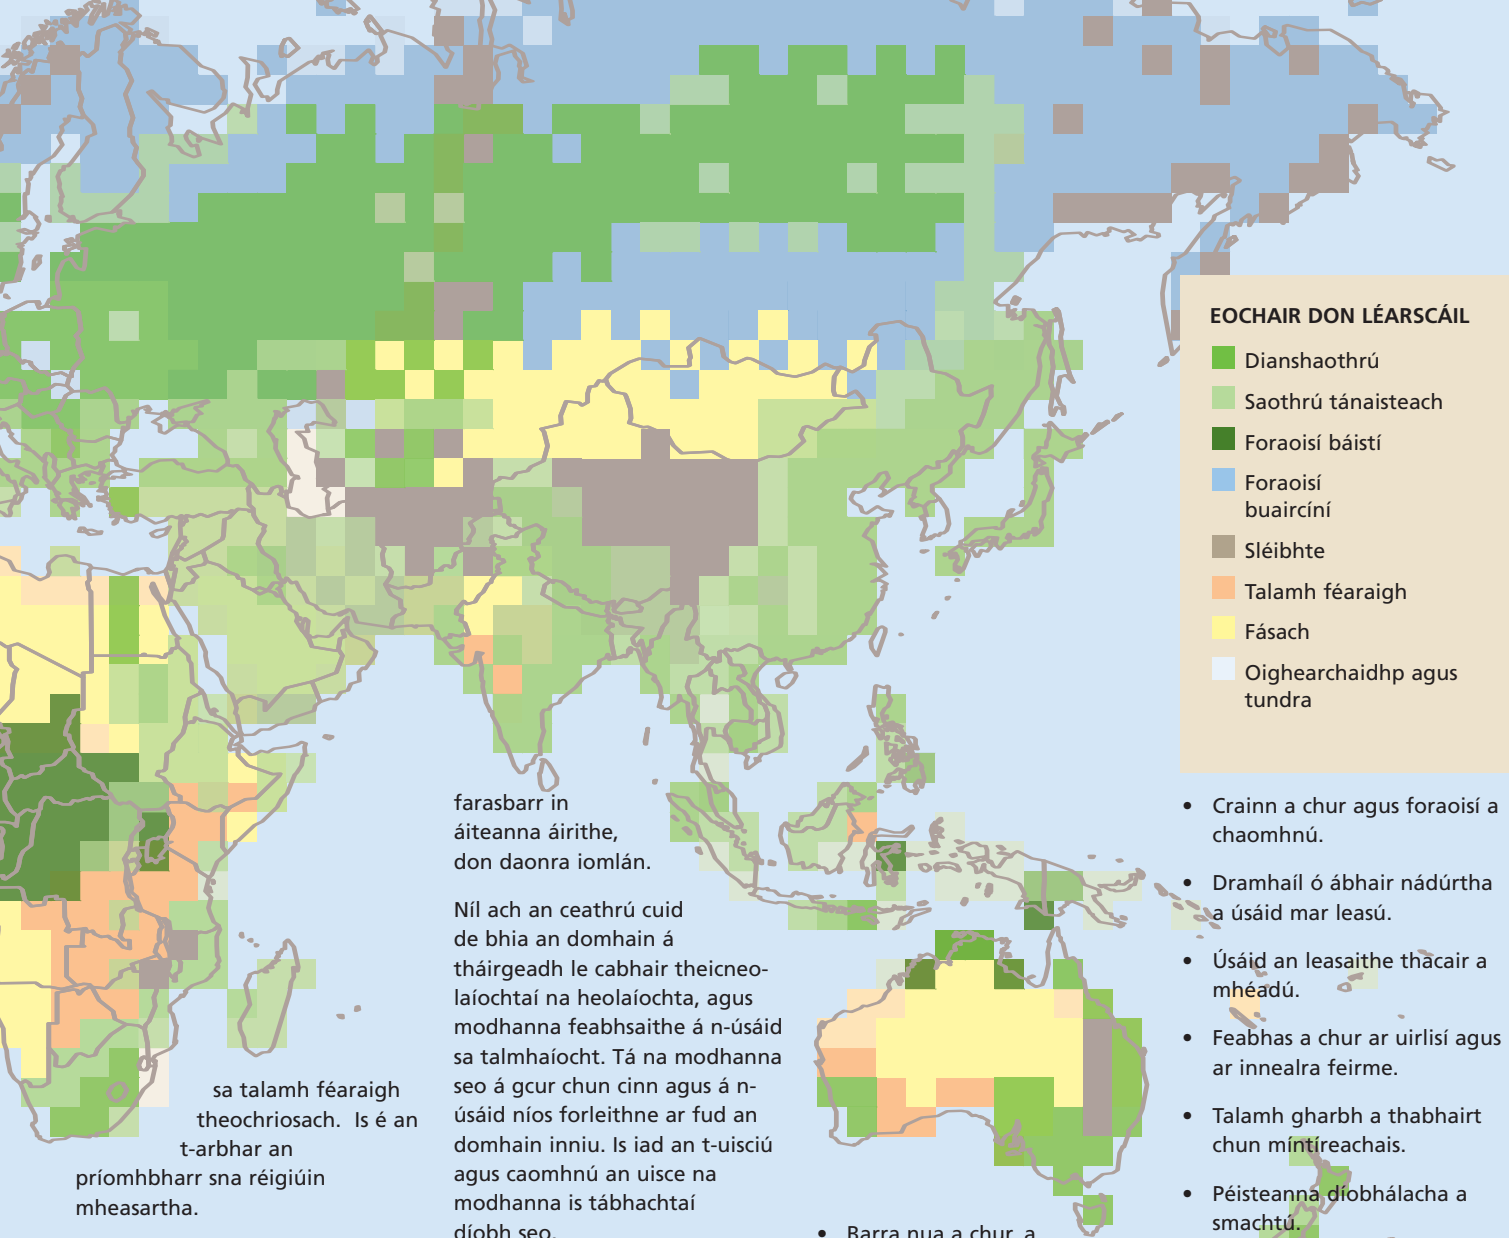 sa talamh féaraigh
theochriosach. Is é an
t-arbhar an
príomhbharr sna réigiúin
mheasartha.
farasbarr in
áiteanna áirithe,
don daonra iomlán.
Níl ach an ceathrú cuid
de bhia an domhain á
tháirgeadh le cabhair theicneo-
laíochtaí na heolaíochta, agus
modhanna feabhsaithe á n-úsáid
sa talmhaíocht. Tá na modhanna
seo á gcur chun cinn agus á n-
úsáid níos forleithne ar fud an
domhain inniu. Is iad an t-uisciú
agus caomhnú an uisce na
modhanna is tábhachtaí
díobh seo.
• Barra nua a chur, a
EOCHAIR DON LÉARSCÁIL
Dianshaothrú
Saothrú tánaisteach
Foraoisí báistí
Foraoisí
buaircíní
Sléibhte
Talamh féaraigh
Fásach
Oighearchaidhp agus
tundra
• Crainn a chur agus foraoisí a
chaomhnú.
• Dramhaíl ó ábhair nádúrtha
a úsáid mar leasú.
• Úsáid an leasaithe thacair a
mhéadú.
• Feabhas a chur ar uirlisí agus
ar innealra feirme.
• Talamh gharbh a thabhairt
chun míntíreachais.
• Péisteanna díobhálacha a
smachtú.